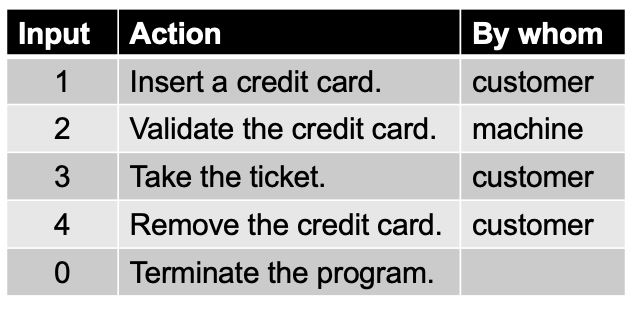 Input Action By whom
1 Insert a credit card. customer
2 Validate the credit card. machine
3 Take the ticket. customer
4 Remove the credit card. customer
0 Terminate the program.